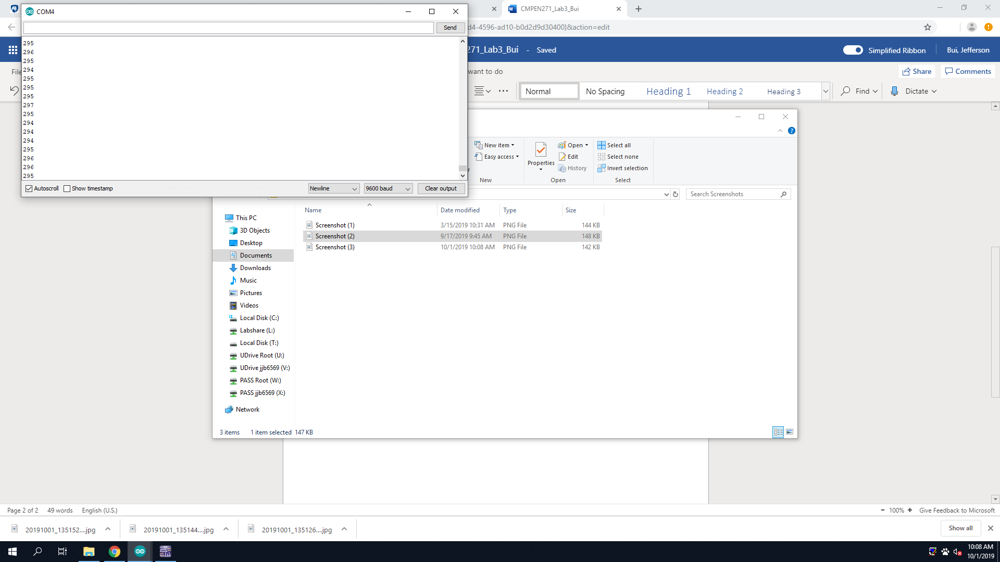 COM4
Send
295
296
295
294
295
295
295
297
295
294
294
294
295
296
296
295
Autoscroll
Show timestamp
Newline
9600 baud
Clear output
CMPEN271_Lab3_Bui
d4-4596-ad10-b0d2d9d30400}&action=edit
271_Lab3_Bui - Saved
Simplified Ribbon
Bui, Jefferson
File
want to do
Share
Comments
Normal
No Spacing
Heading 1
Heading 2
Heading 3
Find
Dictate
New item
Easy access
New
Properties
Open
Edit
History
Open
Select all
Select none
Invert selection
Select
Search Screenshots
Name Date modified Type Size
Screenshot (1) 3/15/2019 10:31 AM PNG File 144 KB
Screenshot (2) 9/17/2019 9:45 AM PNG File 148 KB
Screenshot (3) 10/1/2019 10:08 AM PNG File 142 KB
This PC
3D Objects
Desktop
Documents
Downloads
Music
Pictures
Videos
Local Disk (C:)
Labshare (L:)
Local Disk (T:)
UDrive Root (U:)
UDrive jjb6569 (V:)
PASS Root (W:)
PASS jjb6569 (X:)
Network
3 items 1 item selected 147 KB
Page 2 of 2 49 words English (U.S.)
- 100% + Give Feedback to Microsoft
20191001_135152....jpg
20191001_135144....jpg
20191001_135126....jpg
Show all
10:08 AM
10/1/2019